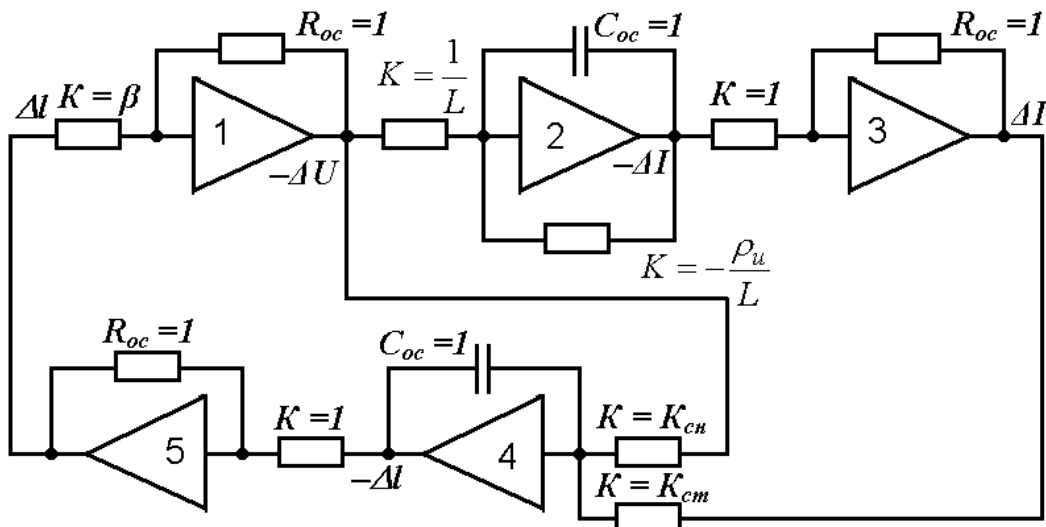 R_oc =1
C_oc =1
R_oc =1
Δl
K = β
K = 1/L
K =1
ΔI
1
2
3
−ΔU
−ΔI
K = −ρ_u/L
R_oc =1
C_oc =1
K =1
K = K_сн
5
4
−Δl
K = K_ст